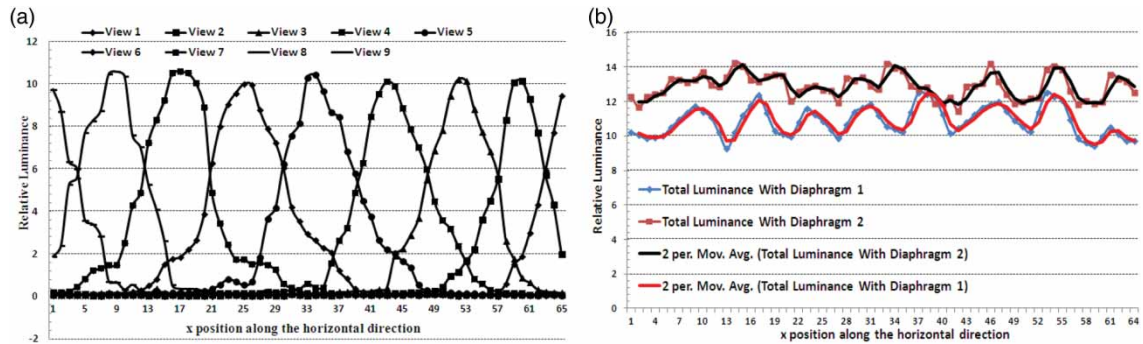 (a)
View 1 View 2 View 3 View 4 View 5
View 6 View 7 View 8 View 9
Relative Luminance
12
10
8
6
4
2
0
-2
1 5 9 13 17 21 25 29 33 37 41 45 49 53 57 61 65
x position along the horizontal direction
(b)
Relative Luminance
16
14
12
10
8
6
4
2
0
Total Luminance With Diaphragm 1
Total Luminance With Diaphragm 2
2 per. Mov. Avg. (Total Luminance With Diaphragm 2)
2 per. Mov. Avg. (Total Luminance With Diaphragm 1)
1 4 7 10 13 16 19 22 25 28 31 34 37 40 43 46 49 52 55 58 61 64
x position along the horizontal direction